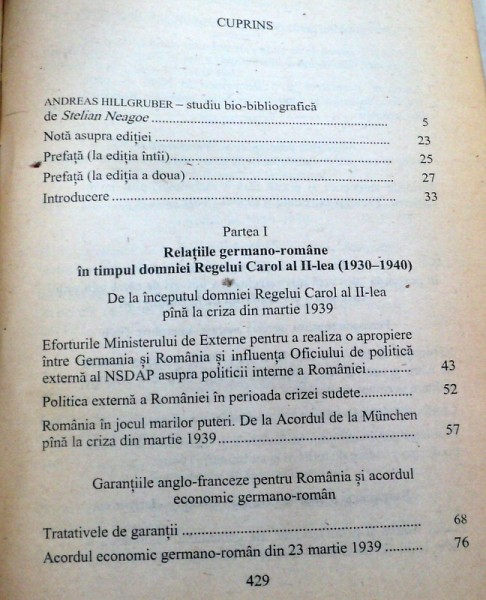 CUPRINS
ANDREAS HILLGRUBER – studiu bio-bibliografică
de Stelian Neagoe ........ 5
Notă asupra ediției ........ 23
Prefață (la ediția întîi) ........ 25
Prefață (la ediția a doua) ........ 27
Introducere ........ 33
Partea I
Relațiile germano-române
în timpul domniei Regelui Carol al II-lea (1930–1940)
De la începutul domniei Regelui Carol al II-lea
pînă la criza din martie 1939
Eforturile Ministerului de Externe pentru a realiza o apropiere
între Germania și România și influența Oficiului de politică
externă al NSDAP asupra politicii interne a României ........ 43
Politica externă a României în perioada crizei sudete ........ 52
România în jocul marilor puteri. De la Acordul de la München
pînă la criza din martie 1939 ........ 57
Garanțiile anglo-franceze pentru România și acordul
economic germano-român
Tratativele de garanții ........ 68
Acordul economic germano-român din 23 martie 1939 ........ 76
429